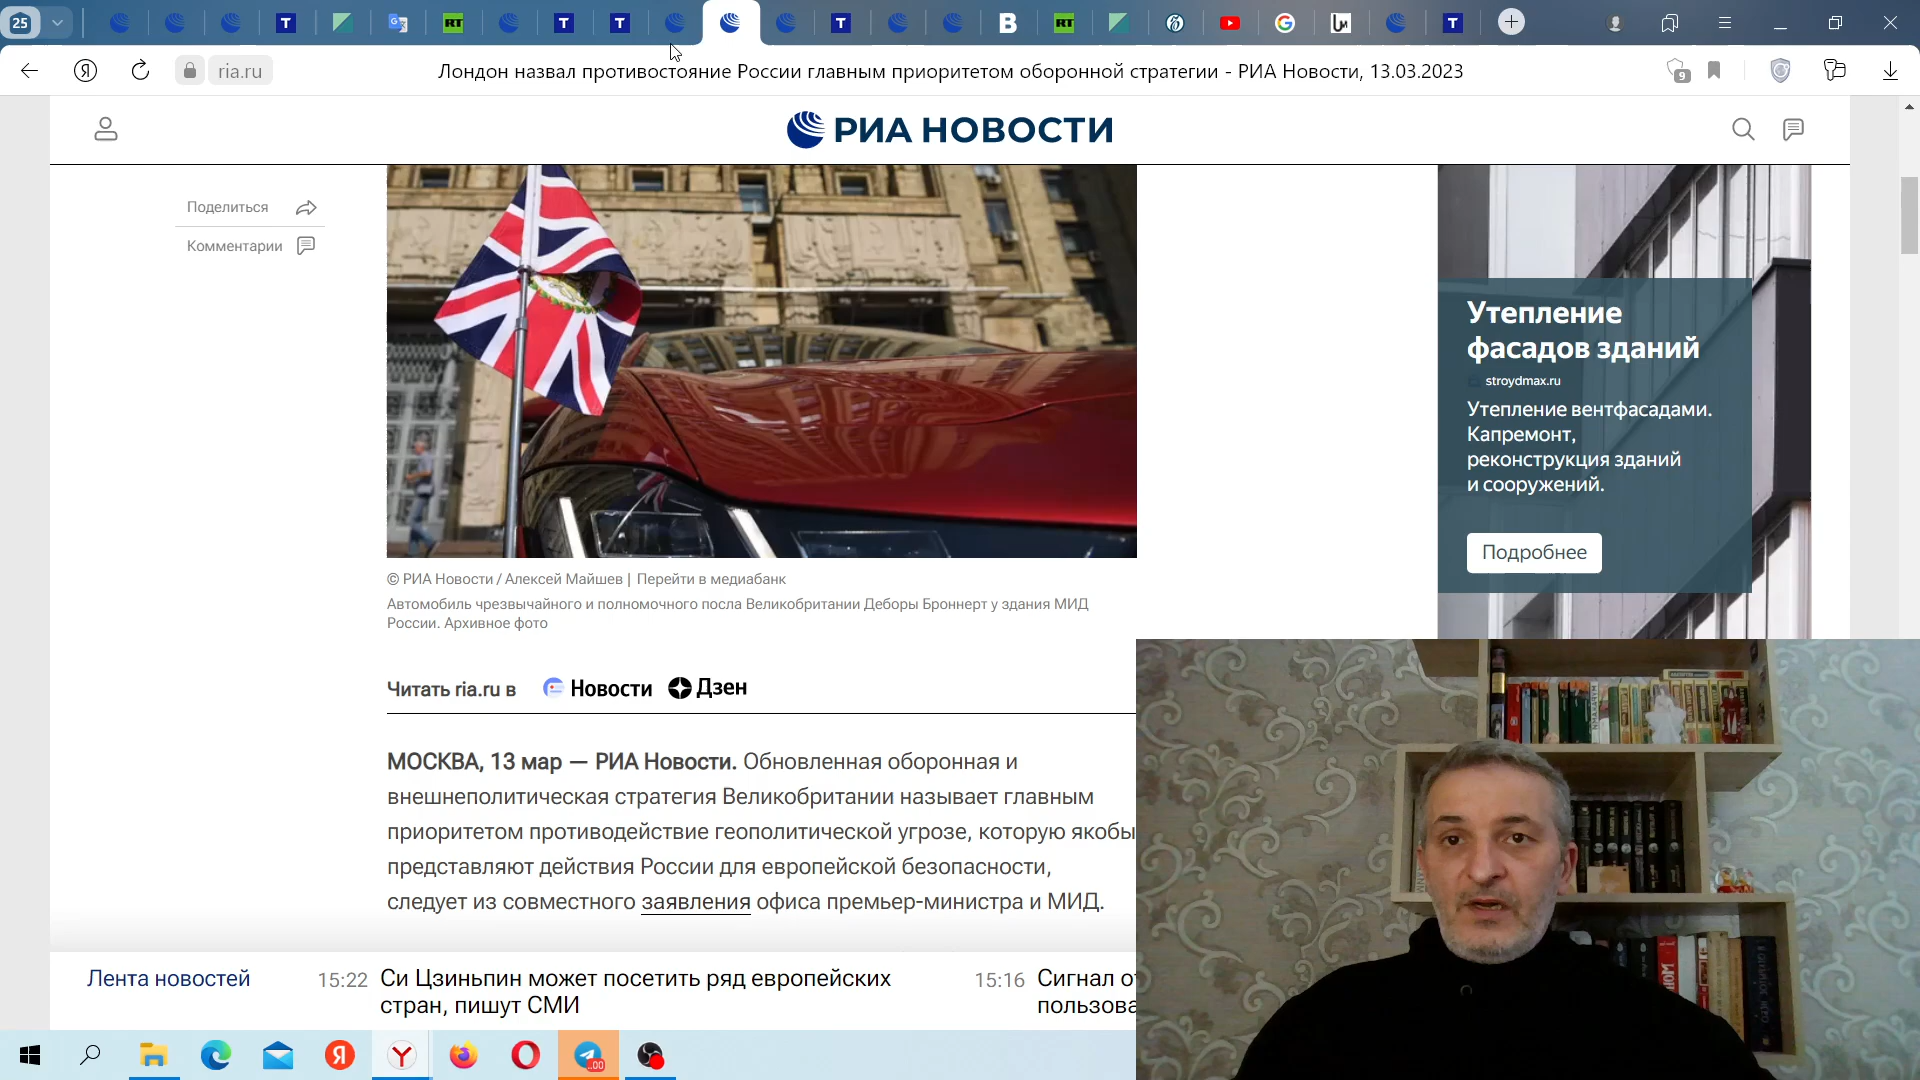 25
ria.ru
Лондон назвал противостояние России главным приоритетом оборонной стратегии - РИА Новости, 13.03.2023
9
РИА НОВОСТИ
Поделиться
Комментарии
Утепление
фасадов зданий
stroydmax.ru
Утепление вентфасадами.
Капремонт,
реконструкция зданий
и сооружений.
Подробнее
© РИА Новости / Алексей Майшев | Перейти в медиабанк
Автомобиль чрезвычайного и полномочного посла Великобритании Деборы Броннерт у здания МИД
России. Архивное фото
Читать ria.ru в Новости Дзен
МОСКВА, 13 мар — РИА Новости. Обновленная оборонная и
внешнеполитическая стратегия Великобритании называет главным
приоритетом противодействие геополитической угрозе, которую якобы
представляют действия России для европейской безопасности,
следует из совместного заявления офиса премьер-министра и МИД.
Лента новостей
15:22 Си Цзиньпин может посетить ряд европейских
стран, пишут СМИ
15:16 Сигнал от
пользова